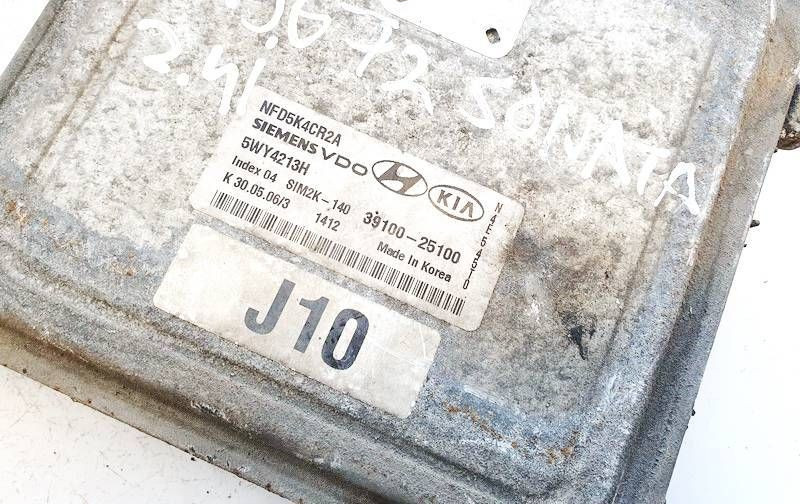 SONATA
2.4i
NFD5K4CR2A
SIEMENS VDO
5WY4213H
KIA
Index 04 SIM2K-140
39100-25100
K 30.05.06/3 1412
Made In Korea
J10